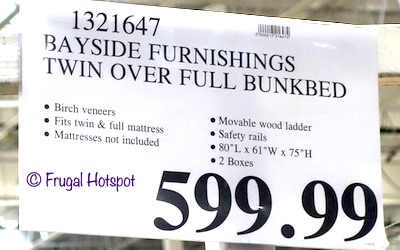 1321647
BAYSIDE FURNISHINGS
TWIN OVER FULL BUNKBED
• Birch veneers
• Fits twin & full mattress
• Mattresses not included
• Movable wood ladder
• Safety rails
• 80"L x 61"W x 75"H
• 2 Boxes
© Frugal Hotspot
599.99